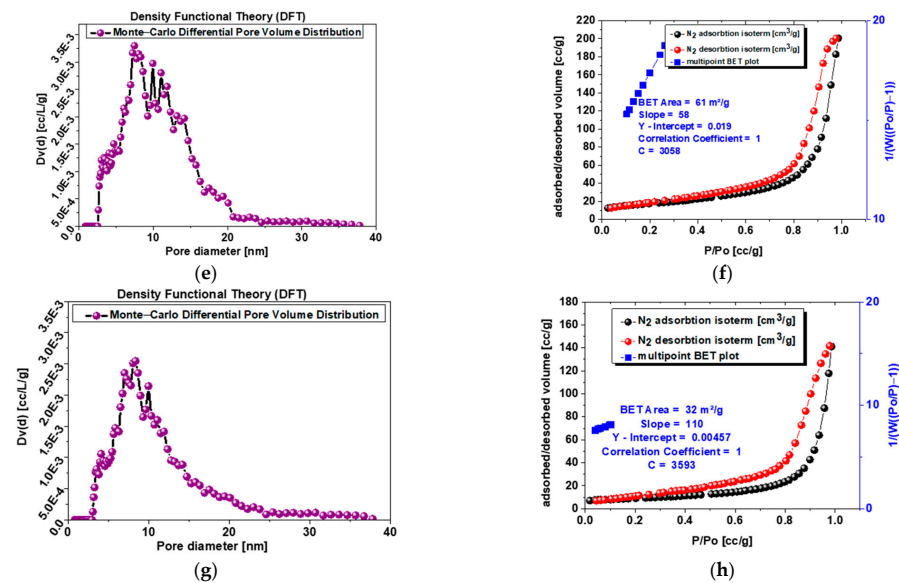 Density Functional Theory (DFT)
Monte–Carlo Differential Pore Volume Distribution
Dv(d) [cc/L/g]
3.5E-3
3.0E-3
2.5E-3
2.0E-3
1.5E-3
1.0E-3
5.0E-4
0.0
0 10 20 30 40
Pore diameter [nm]
(e)
N2 adsorbtion isoterm [cm3/g]
N2 desorbtion isoterm [cm3/g]
multipoint BET plot
BET Area = 61 m²/g
Slope = 58
Y - Intercept = 0.019
Correlation Coefficient = 1
C = 3058
adsorbed/desorbed volume [cc/g]
220
200
180
160
140
120
100
80
60
40
20
0
0.0 0.2 0.4 0.6 0.8 1.0
P/Po [cc/g]
20
10
1/(W((Po/P)−1))
(f)
Density Functional Theory (DFT)
Monte–Carlo Differential Pore Volume Distribution
Dv(d) [cc/L/g]
3.5E-3
3.0E-3
2.5E-3
2.0E-3
1.5E-3
1.0E-3
5.0E-4
0.0
0 10 20 30 40
Pore diameter [nm]
(g)
N2 adsorbtion isoterm [cm3/g]
N2 desorbtion isoterm [cm3/g]
multipoint BET plot
BET Area = 32 m²/g
Slope = 110
Y - Intercept = 0.00457
Correlation Coefficient = 1
C = 3593
adsorbed/desorbed volume [cc/g]
180
160
140
120
100
80
60
40
20
0
0.0 0.2 0.4 0.6 0.8 1.0
P/Po [cc/g]
20
10
0
1/(W((Po/P)−1))
(h)